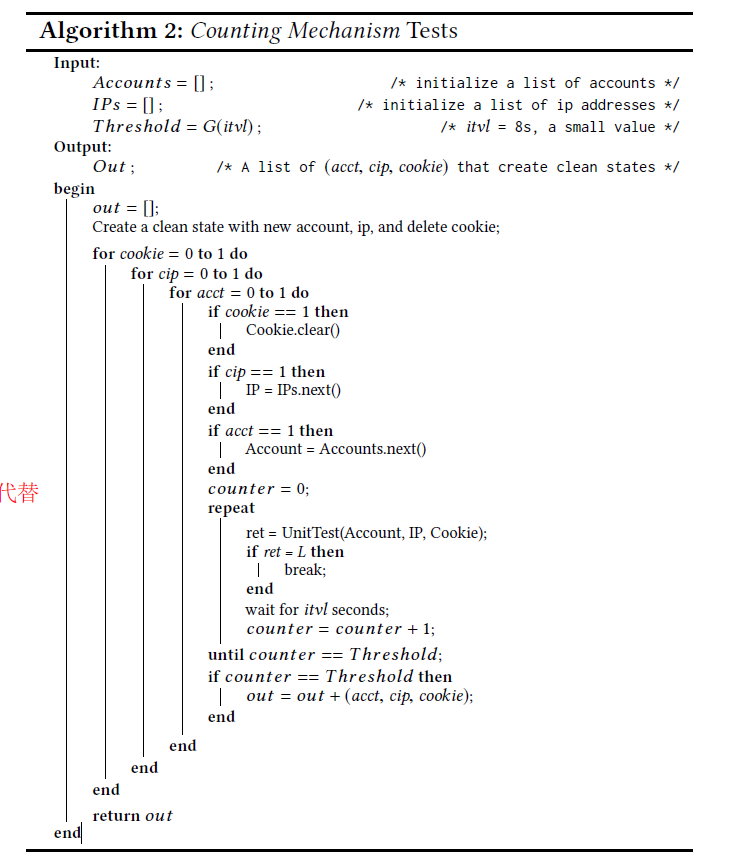 Algorithm 2: Counting Mechanism Tests
Input:
Accounts = [] ; /* initialize a list of accounts */
IPs = [] ; /* initialize a list of ip addresses */
Threshold = G(itvl) ; /* itvl = 8s, a small value */
Output:
Out ; /* A list of (acct, cip, cookie) that create clean states */
begin
out = [];
Create a clean state with new account, ip, and delete cookie;
for cookie = 0 to 1 do
for cip = 0 to 1 do
for acct = 0 to 1 do
if cookie == 1 then
Cookie.clear()
end
if cip == 1 then
IP = IPs.next()
end
if acct == 1 then
Account = Accounts.next()
end
代替
counter = 0;
repeat
ret = UnitTest(Account, IP, Cookie);
if ret = L then
break;
end
wait for itvl seconds;
counter = counter + 1;
until counter == Threshold;
if counter == Threshold then
out = out + (acct, cip, cookie);
end
end
end
end
return out
end